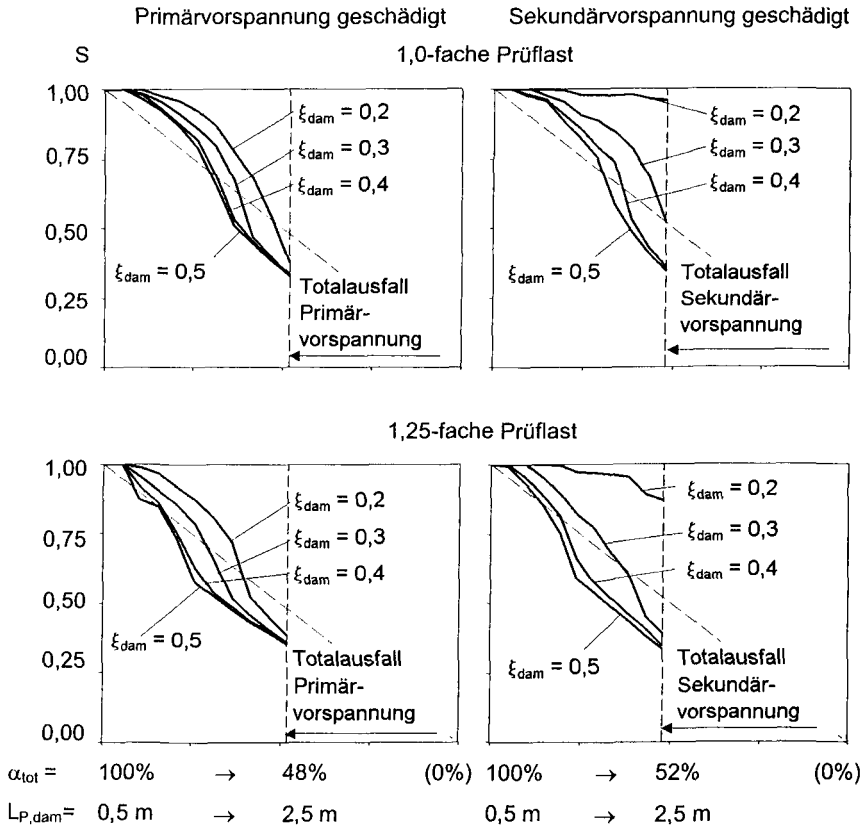 Primärvorspannung geschädigt
Sekundärvorspannung geschädigt
S
1,0-fache Prüflast
1,00
0,75
0,50
0,25
0,00
ξdam = 0,2
ξdam = 0,3
ξdam = 0,4
ξdam = 0,5
Totalausfall
Primär-
vorspannung
ξdam = 0,2
ξdam = 0,3
ξdam = 0,4
ξdam = 0,5
Totalausfall
Sekundär-
vorspannung
1,25-fache Prüflast
1,00
0,75
0,50
0,25
0,00
ξdam = 0,2
ξdam = 0,3
ξdam = 0,4
ξdam = 0,5
Totalausfall
Primär-
vorspannung
ξdam = 0,2
ξdam = 0,3
ξdam = 0,4
ξdam = 0,5
Totalausfall
Sekundär-
vorspannung
αtot = 100% → 48% (0%) 100% → 52% (0%)
LP,dam= 0,5 m → 2,5 m 0,5 m → 2,5 m